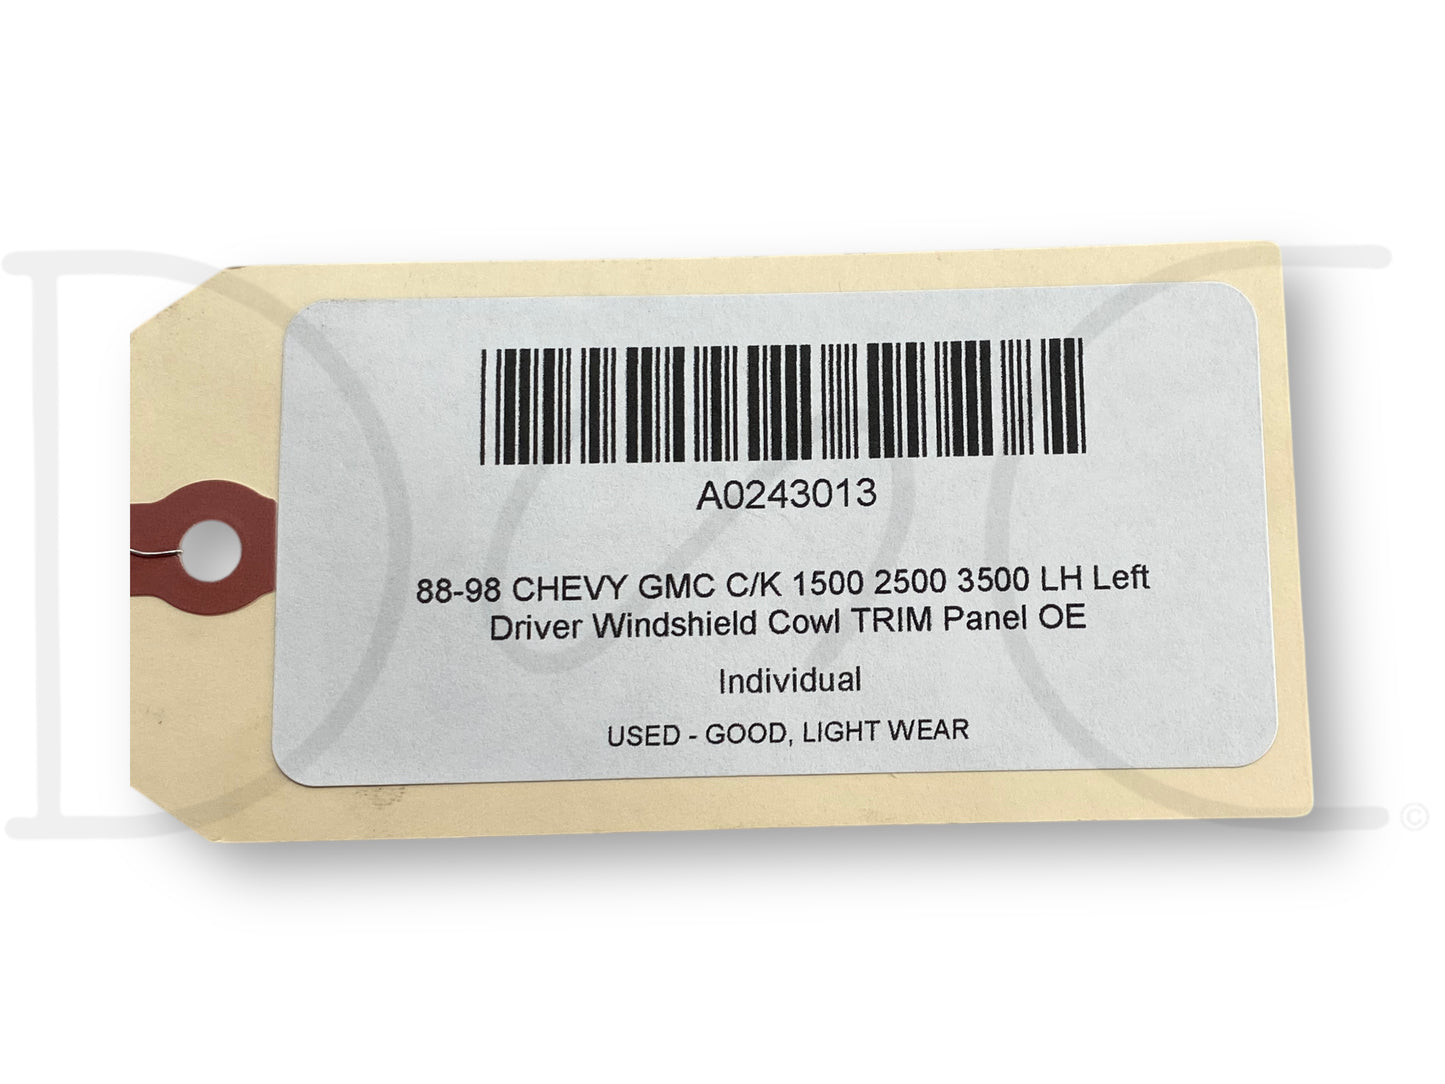 A0243013
88-98 CHEVY GMC C/K 1500 2500 3500 LH Left
Driver Windshield Cowl TRIM Panel OE
Individual
USED - GOOD, LIGHT WEAR
©